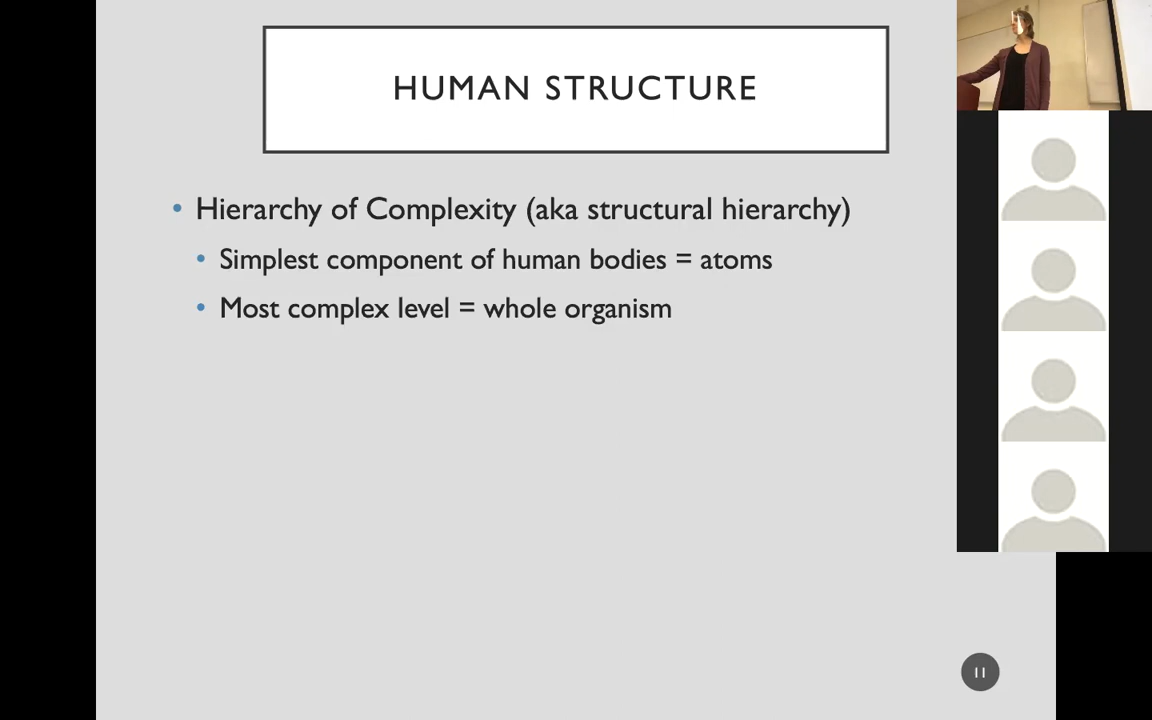 HUMAN STRUCTURE
• Hierarchy of Complexity (aka structural hierarchy)
• Simplest component of human bodies = atoms
• Most complex level = whole organism
11